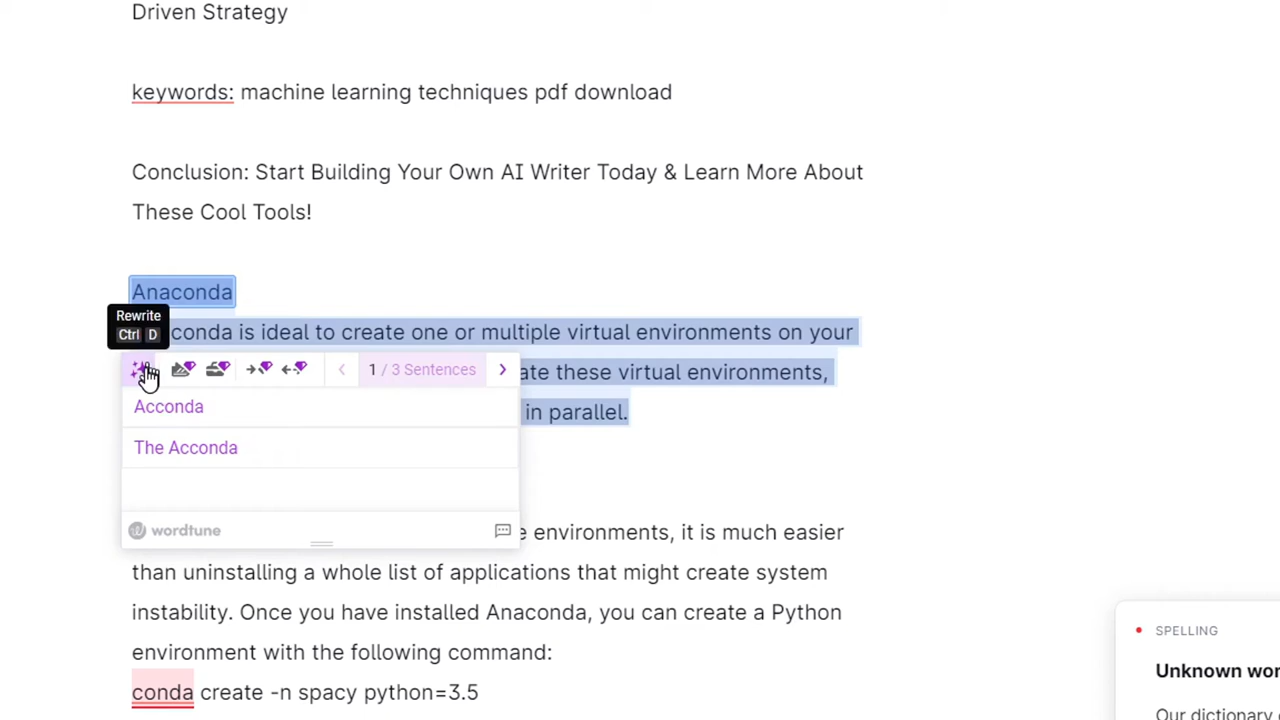 Driven Strategy
keywords: machine learning techniques pdf download
Conclusion: Start Building Your Own AI Writer Today & Learn More About
These Cool Tools!
Anaconda
Rewrite
Ctrl D
conda is ideal to create one or multiple virtual environments on your
1 / 3 Sentences
ate these virtual environments,
Acconda
in parallel.
The Acconda
wordtune
e environments, it is much easier
than uninstalling a whole list of applications that might create system
instability. Once you have installed Anaconda, you can create a Python
environment with the following command:
conda create -n spacy python=3.5
SPELLING
Unknown wor
Our dictionary